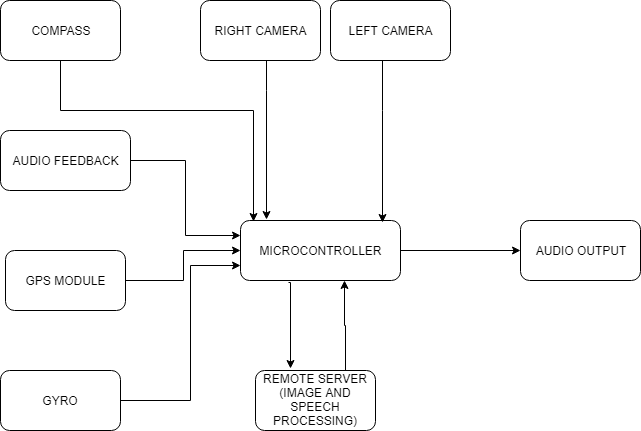 COMPASS
RIGHT CAMERA
LEFT CAMERA
AUDIO FEEDBACK
MICROCONTROLLER
AUDIO OUTPUT
GPS MODULE
GYRO
REMOTE SERVER
(IMAGE AND
SPEECH
PROCESSING)